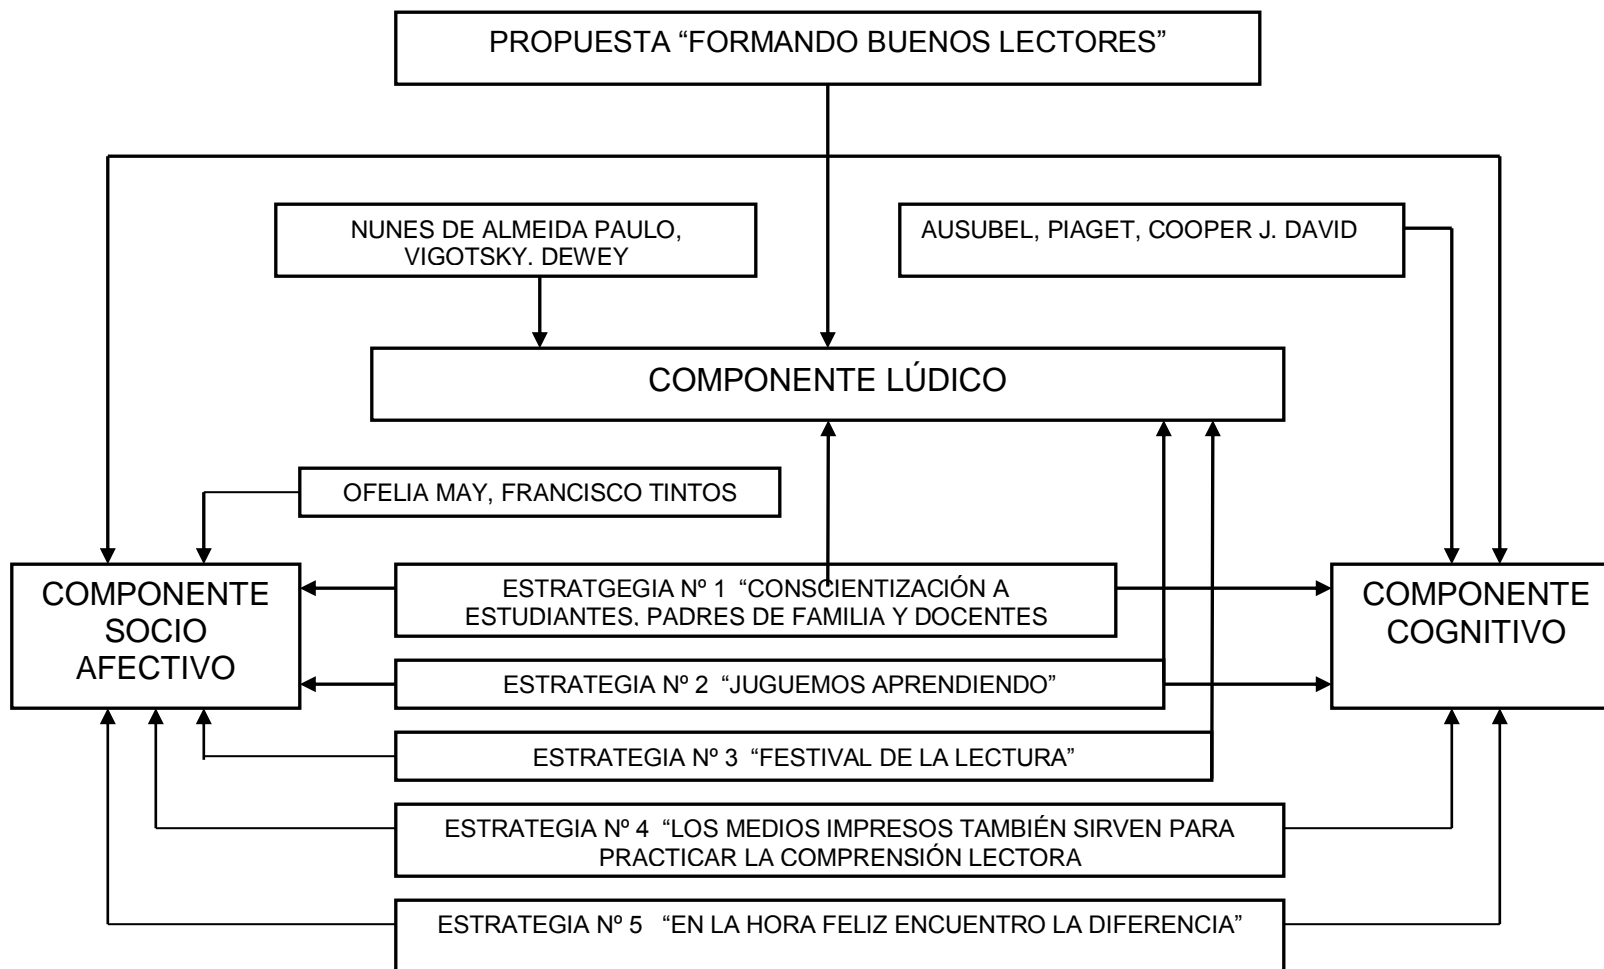 PROPUESTA “FORMANDO BUENOS LECTORES”
NUNES DE ALMEIDA PAULO,
VIGOTSKY. DEWEY
AUSUBEL, PIAGET, COOPER J. DAVID
COMPONENTE LÚDICO
OFELIA MAY, FRANCISCO TINTOS
COMPONENTE
SOCIO
AFECTIVO
ESTRATGEGIA Nº 1 “CONSCIENTIZACIÓN A
ESTUDIANTES. PADRES DE FAMILIA Y DOCENTES
COMPONENTE
COGNITIVO
ESTRATEGIA Nº 2 “JUGUEMOS APRENDIENDO”
ESTRATEGIA Nº 3 “FESTIVAL DE LA LECTURA”
ESTRATEGIA Nº 4 “LOS MEDIOS IMPRESOS TAMBIÉN SIRVEN PARA
PRACTICAR LA COMPRENSIÓN LECTORA
ESTRATEGIA Nº 5 “EN LA HORA FELIZ ENCUENTRO LA DIFERENCIA”